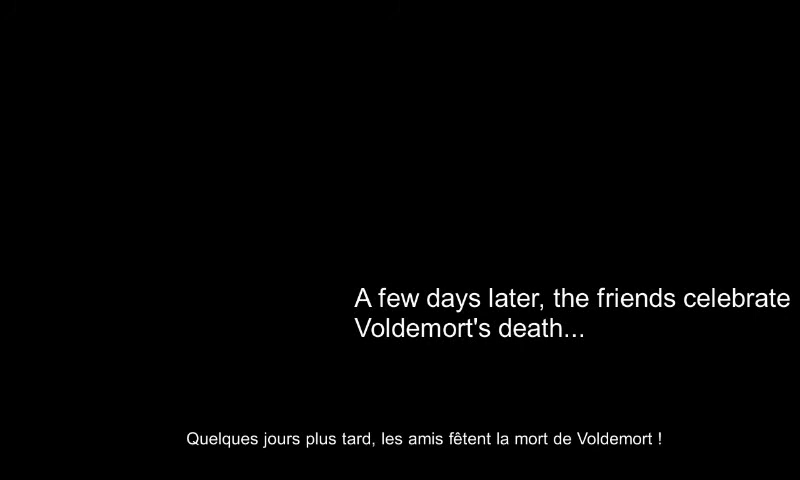 A few days later, the friends celebrate
Voldemort's death...
Quelques jours plus tard, les amis fêtent la mort de Voldemort !